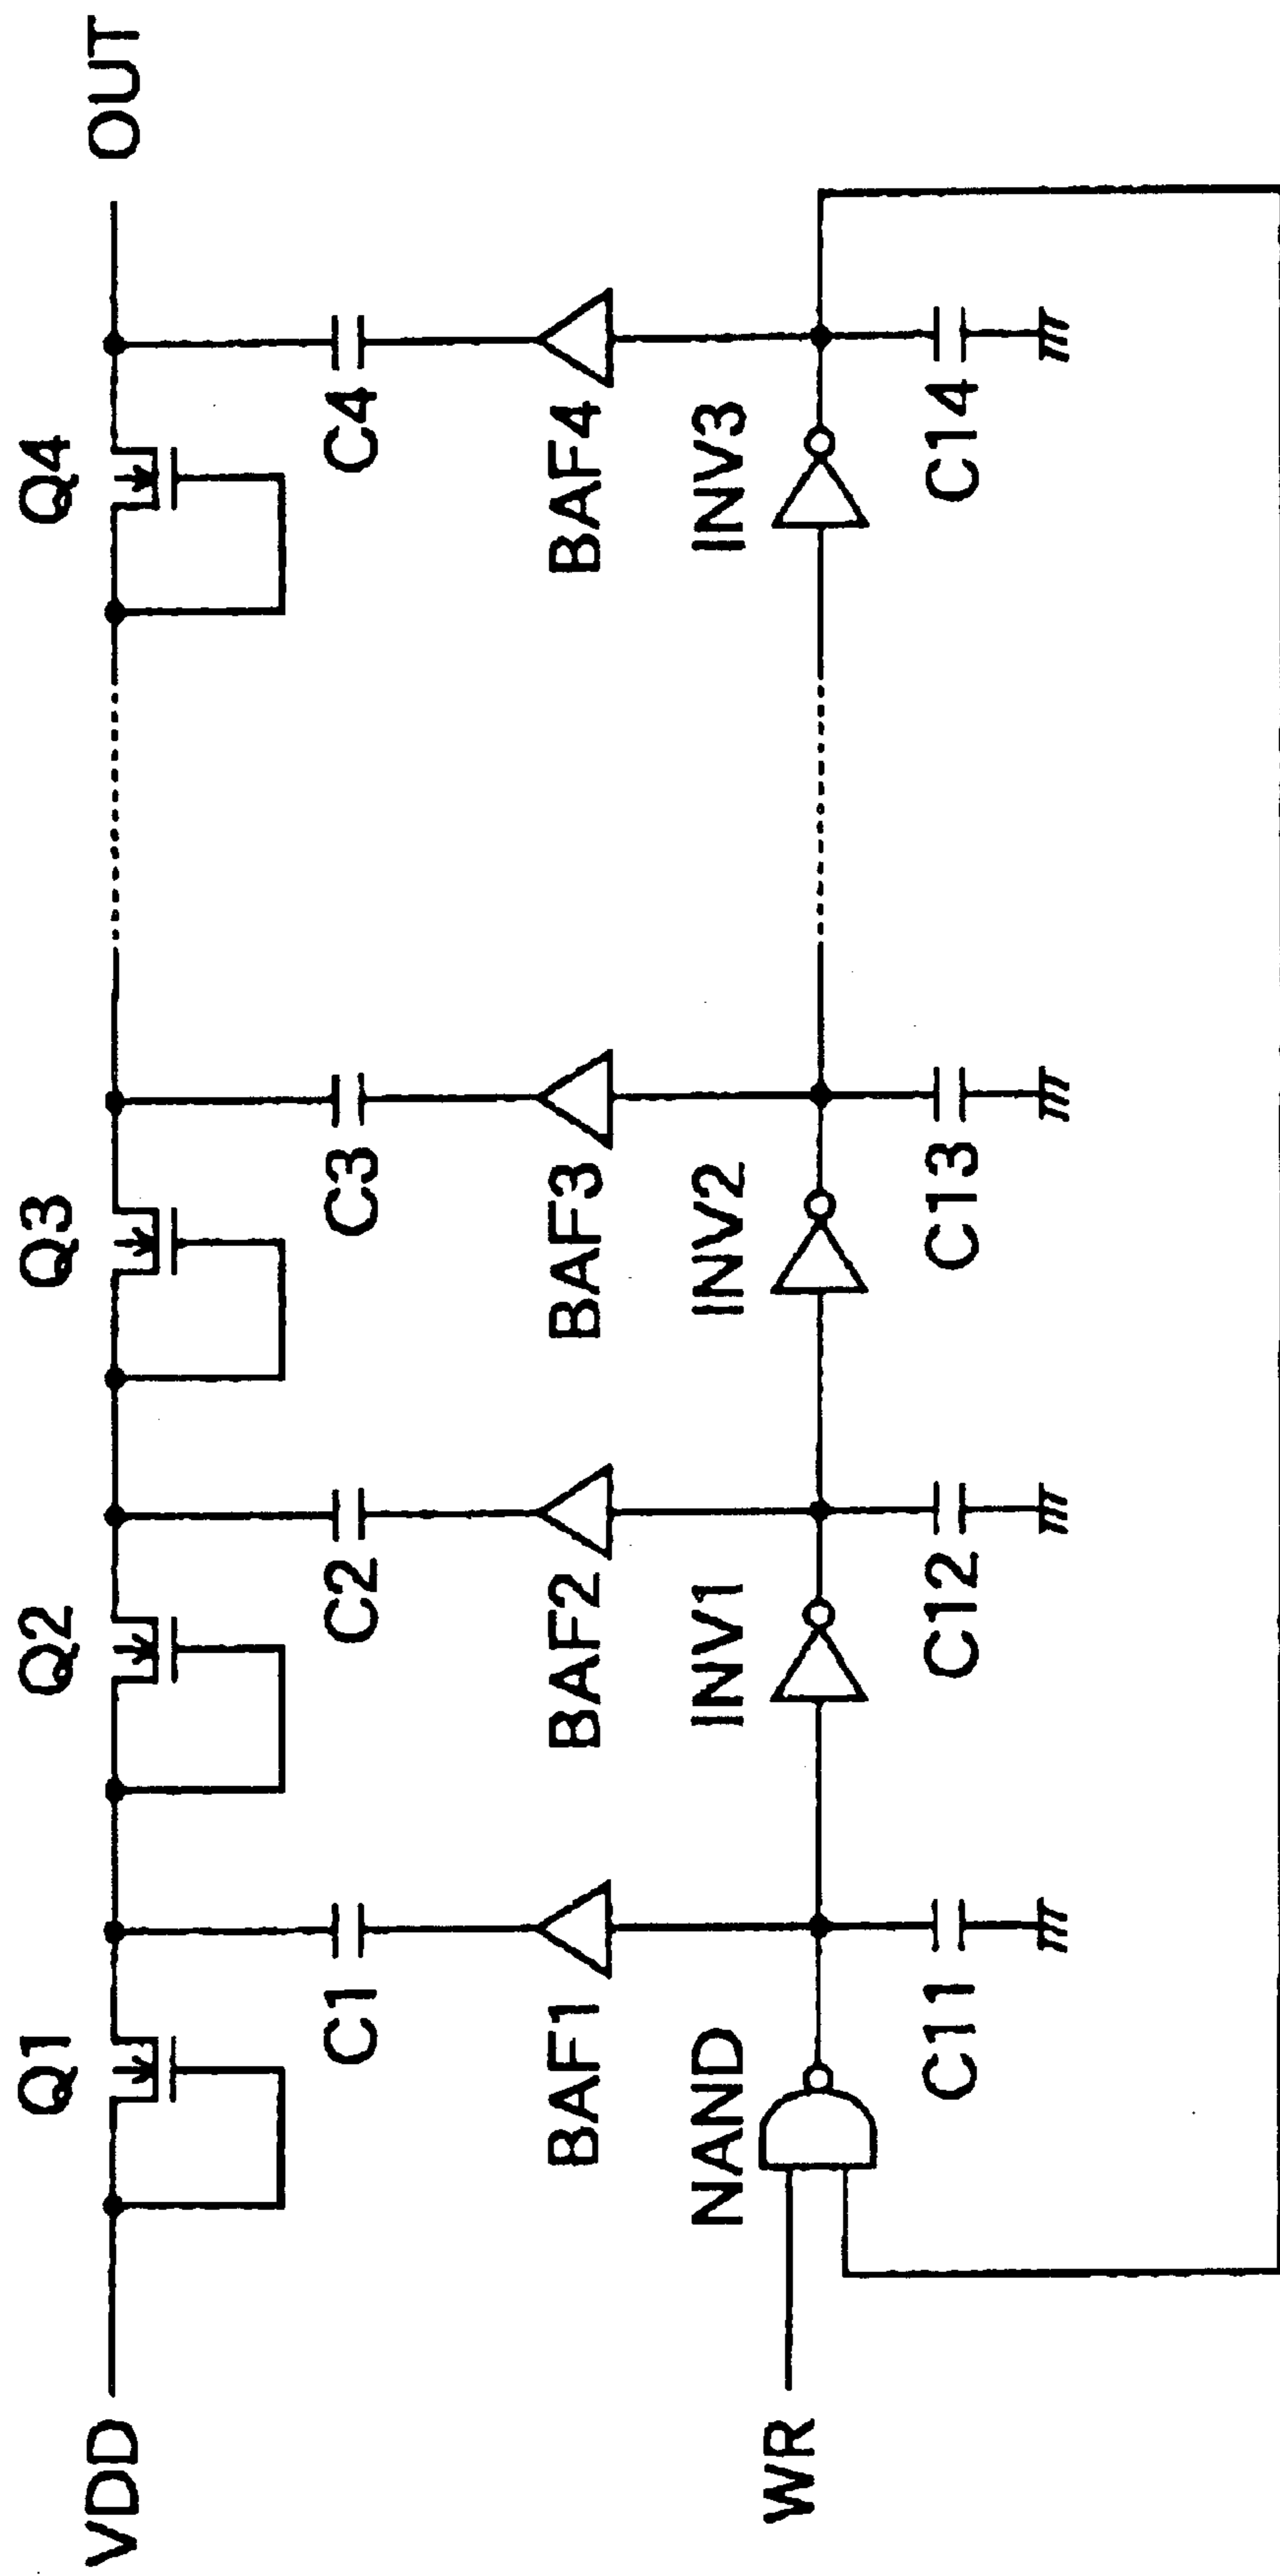 Q1 Q2 Q3 Q4
VDD OUT
C1 C2 C3 C4
BAF1 BAF2 BAF3 BAF4
NAND INV1 INV2 INV3
WR
C11 C12 C13 C14